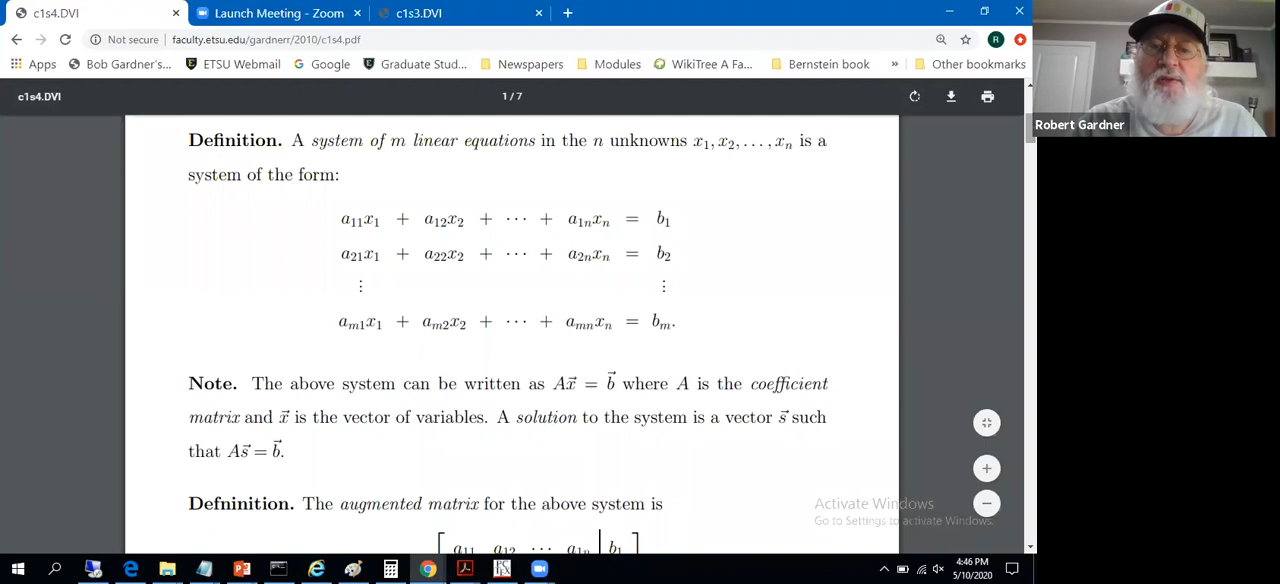 c1s4.DVI
Launch Meeting - Zoom
c1s3.DVI
Not secure | faculty.etsu.edu/gardnerr/2010/c1s4.pdf
Apps Bob Gardner's... ETSU Webmail Google Graduate Stud... Newspapers Modules WikiTree A Fa... Bernstein book » Other bookmarks
c1s4.DVI 1 / 7
Robert Gardner
Definition. A system of m linear equations in the n unknowns x₁, x₂, . . . , xₙ is a
system of the form:
a₁₁x₁ + a₁₂x₂ + ··· + a₁ₙxₙ = b₁
a₂₁x₁ + a₂₂x₂ + ··· + a₂ₙxₙ = b₂
⋮ ⋮
aₘ₁x₁ + aₘ₂x₂ + ··· + aₘₙxₙ = bₘ.
Note. The above system can be written as Ax⃗ = b⃗ where A is the coefficient
matrix and x⃗ is the vector of variables. A solution to the system is a vector s⃗ such
that As⃗ = b⃗.
Defninition. The augmented matrix for the above system is
a₁₁ a₁₂ ··· a₁ₙ | b₁
Activate Windows
Go to Settings to activate Windows.
4:46 PM
5/10/2020